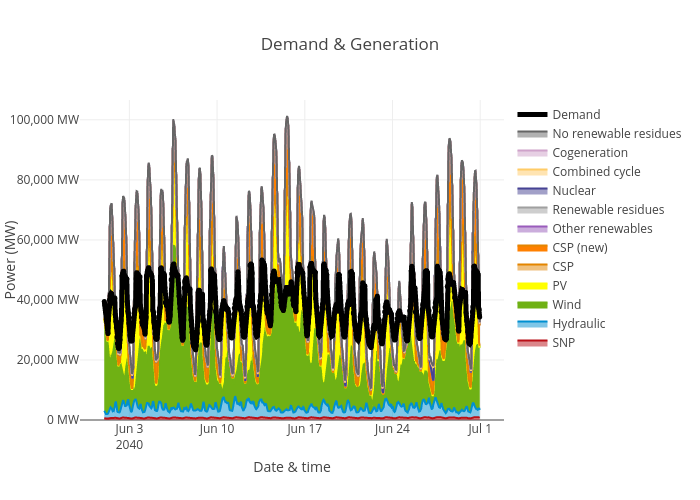 Demand & Generation
100,000 MW
80,000 MW
60,000 MW
40,000 MW
20,000 MW
0 MW
Power (MW)
Jun 3
2040
Jun 10
Jun 17
Jun 24
Jul 1
Date & time
Demand
No renewable residues
Cogeneration
Combined cycle
Nuclear
Renewable residues
Other renewables
CSP (new)
CSP
PV
Wind
Hydraulic
SNP